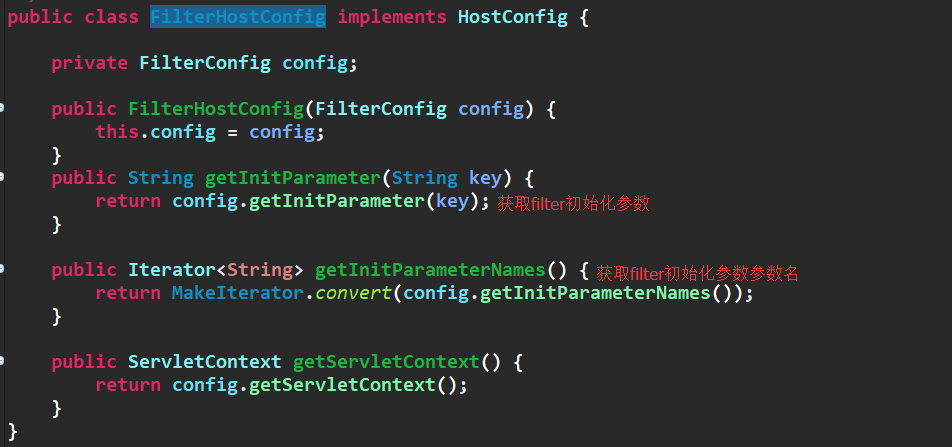 public class FilterHostConfig implements HostConfig {
private FilterConfig config;
public FilterHostConfig(FilterConfig config) {
this.config = config;
}
public String getInitParameter(String key) {
return config.getInitParameter(key); 获取filter初始化参数
}
public Iterator<String> getInitParameterNames() { 获取filter初始化参数参数名
return MakeIterator.convert(config.getInitParameterNames());
}
public ServletContext getServletContext() {
return config.getServletContext();
}
}